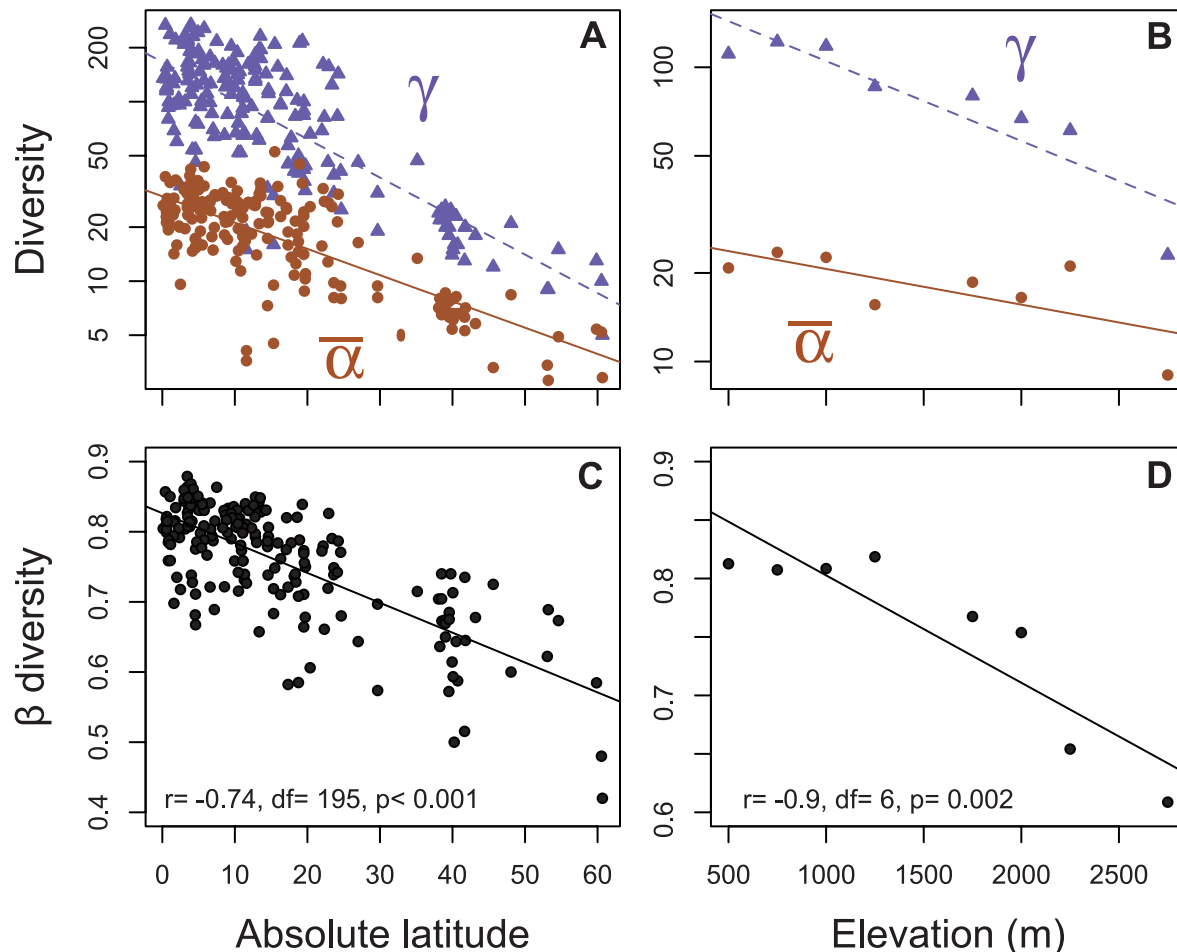 A
B
γ
γ
α
α
Diversity
200
50
20
10
5
100
50
20
10
C
D
β diversity
0.9
0.8
0.7
0.6
0.5
0.4
0.9
0.8
0.7
0.6
r= -0.74, df= 195, p< 0.001
r= -0.9, df= 6, p= 0.002
0 10 20 30 40 50 60
500 1000 1500 2000 2500
Absolute latitude
Elevation (m)